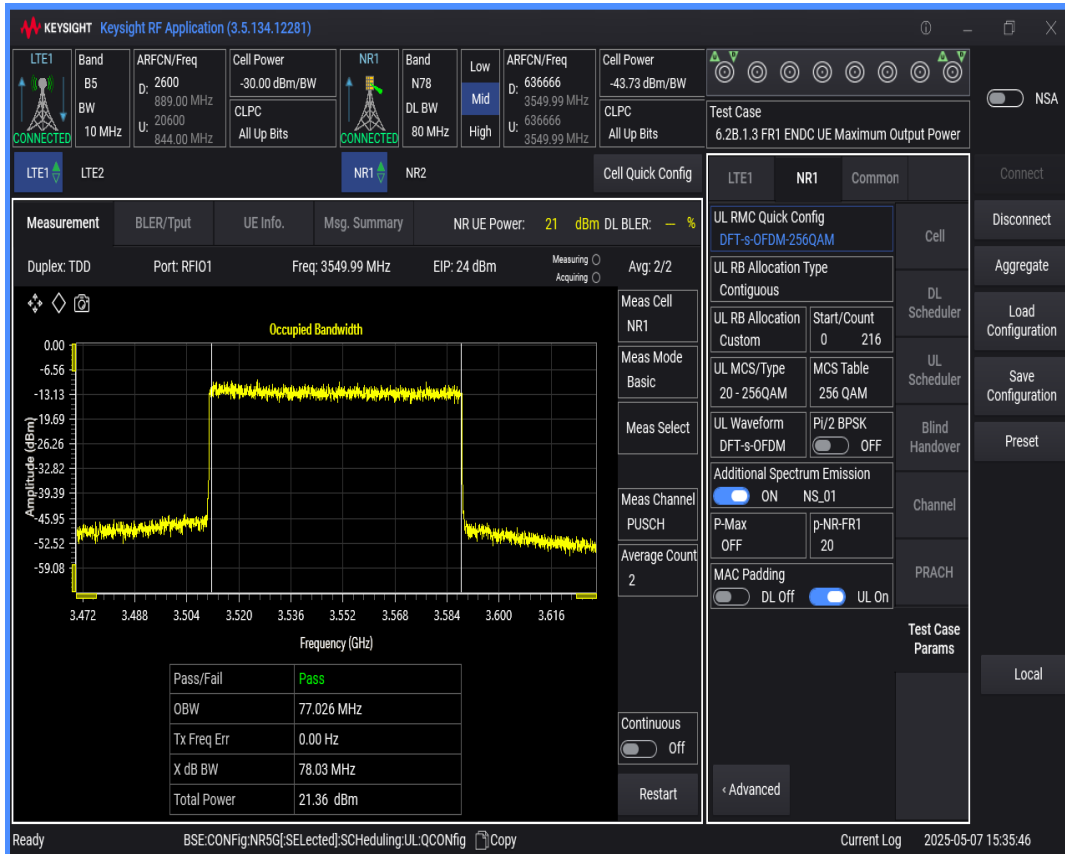 KEYSIGHT Keysight RF Application (3.5.134.12281)
LTE1
CONNECTED
Band
B5
BW
10 MHz
ARFCN/Freq
D: 2600
889.00 MHz
U: 20600
844.00 MHz
Cell Power
-30.00 dBm/BW
CLPC
All Up Bits
NR1
CONNECTED
Band
N78
DL BW
80 MHz
Low
Mid
High
ARFCN/Freq
D: 636666
3549.99 MHz
U: 636666
3549.99 MHz
Cell Power
-43.73 dBm/BW
CLPC
All Up Bits
Test Case
6.2B.1.3 FR1 ENDC UE Maximum Output Power
NSA
LTE1 LTE2 NR1 NR2 Cell Quick Config
Measurement BLER/Tput UE Info. Msg. Summary NR UE Power: 21 dBm DL BLER: — %
Duplex: TDD Port: RFIO1 Freq: 3549.99 MHz EIP: 24 dBm Measuring Avg: 2/2
Acquiring
Occupied Bandwidth
Amplitude (dBm)
0.00
-6.56
-13.13
-19.69
-26.26
-32.82
-39.39
-45.95
-52.52
-59.08
3.472 3.488 3.504 3.520 3.536 3.552 3.568 3.584 3.600 3.616
Frequency (GHz)
Pass/Fail Pass
OBW 77.026 MHz
Tx Freq Err 0.00 Hz
X dB BW 78.03 MHz
Total Power 21.36 dBm
Meas Cell
NR1
Meas Mode
Basic
Meas Select
Meas Channel
PUSCH
Average Count
2
Continuous
Off
Restart
LTE1 NR1 Common
UL RMC Quick Config
DFT-s-OFDM-256QAM
UL RB Allocation Type
Contiguous
UL RB Allocation
Custom
Start/Count
0 216
UL MCS/Type
20 - 256QAM
MCS Table
256 QAM
UL Waveform
DFT-s-OFDM
Pi/2 BPSK
OFF
Additional Spectrum Emission
ON NS_01
P-Max
OFF
p-NR-FR1
20
MAC Padding
DL Off UL On
‹ Advanced
Cell
DL
Scheduler
UL
Scheduler
Blind
Handover
Channel
PRACH
Test Case
Params
Connect
Disconnect
Aggregate
Load
Configuration
Save
Configuration
Preset
Local
Ready BSE:CONFig:NR5G[:SELected]:SCHeduling:UL:QCONfig Copy Current Log 2025-05-07 15:35:46